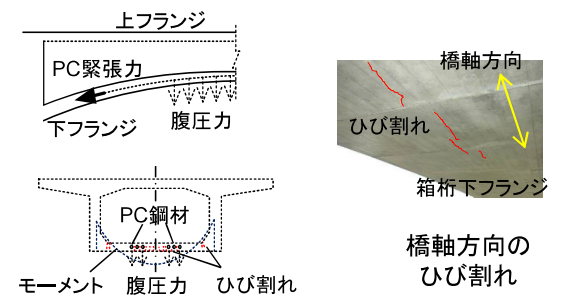 上フランジ
PC緊張力
下フランジ
腹圧力
PC鋼材
モーメント
腹圧力
ひび割れ
橋軸方向
ひび割れ
箱桁下フランジ
橋軸方向の
ひび割れ